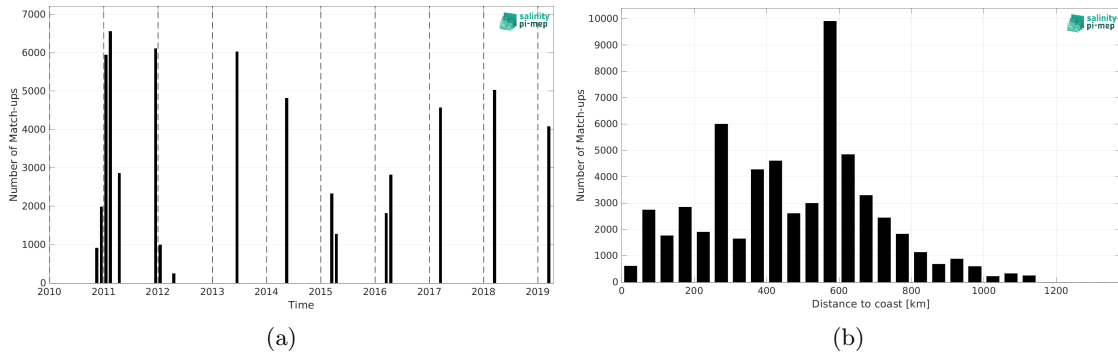 7000
6000
5000
4000
3000
2000
1000
0
Number of Match-ups
2010 2011 2012 2013 2014 2015 2016 2017 2018 2019
Time
salinity
pi-mep
(a)
10000
9000
8000
7000
6000
5000
4000
3000
2000
1000
0
Number of Match-ups
0 200 400 600 800 1000 1200
Distance to coast [km]
salinity
pi-mep
(b)